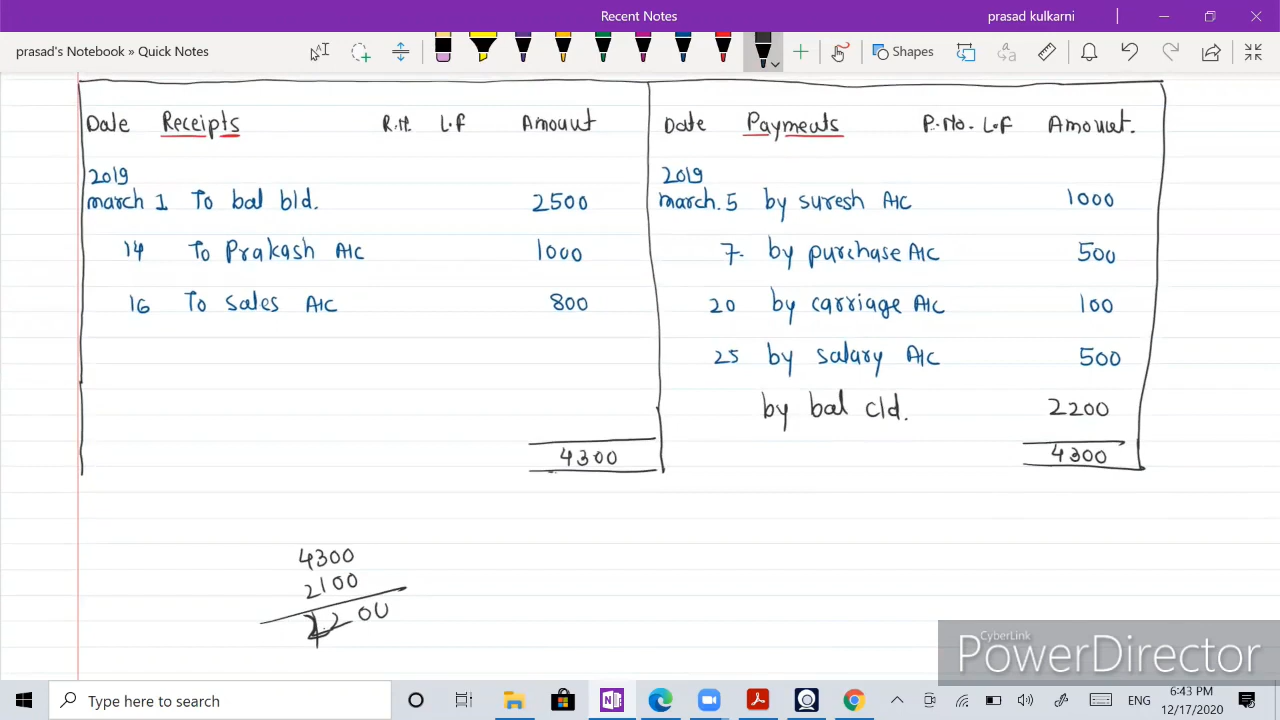 Recent Notes
prasad kulkarni
prasad's Notebook » Quick Notes
Shapes
Date Receipts R.N. L.F Amount Date Payments P.No. L.F Amount.
2019 2019
march 1 To bal bld. 2500 march. 5 by suresh A/C 1000
14 To Prakash A/C 1000 7. by purchase A/C 500
16 To sales A/C 800 20 by carriage A/C 100
25 by salary A/C 500
by bal c/d. 2200
4300 4300
4300
2100
2200
CyberLink
PowerDirector
Type here to search
6:43 PM
12/17/2020